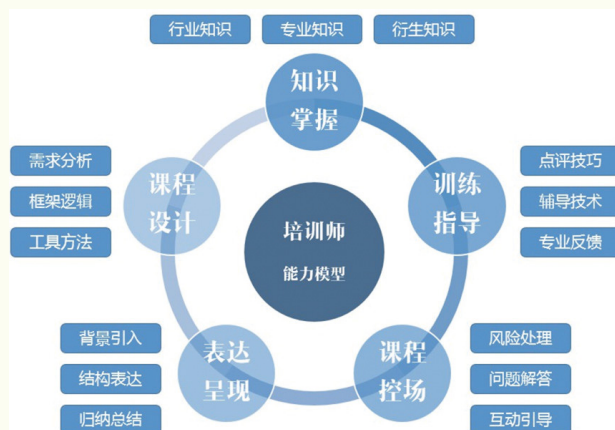 行业知识
专业知识
衍生知识
知识
掌握
需求分析
框架逻辑
工具方法
课程
设计
训练
指导
点评技巧
辅导技术
专业反馈
培训师
能力模型
背景引入
结构表达
归纳总结
表达
呈现
课程
控场
风险处理
问题解答
互动引导